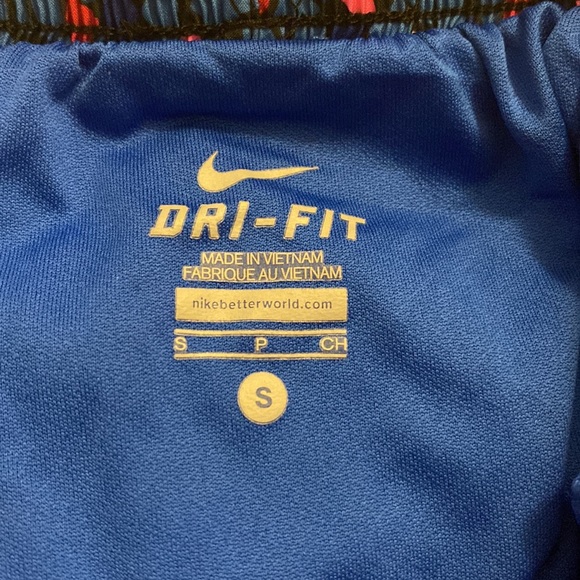 DRI-FIT
MADE IN VIETNAM
FABRIQUE AU VIETNAM
nikebetterworld.com
S P CH
S